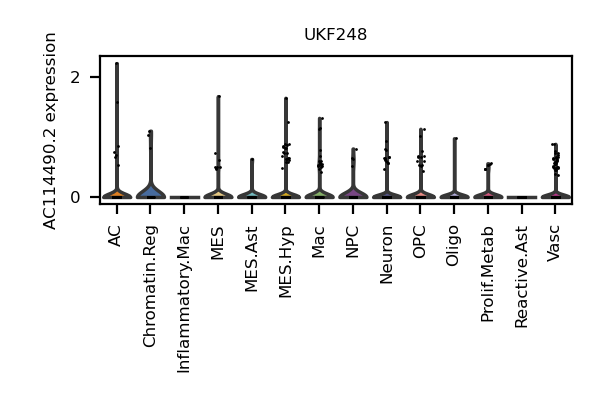 UKF248
AC114490.2 expression
2
0
AC
Chromatin.Reg
Inflammatory.Mac
MES
MES.Ast
MES.Hyp
Mac
NPC
Neuron
OPC
Oligo
Prolif.Metab
Reactive.Ast
Vasc